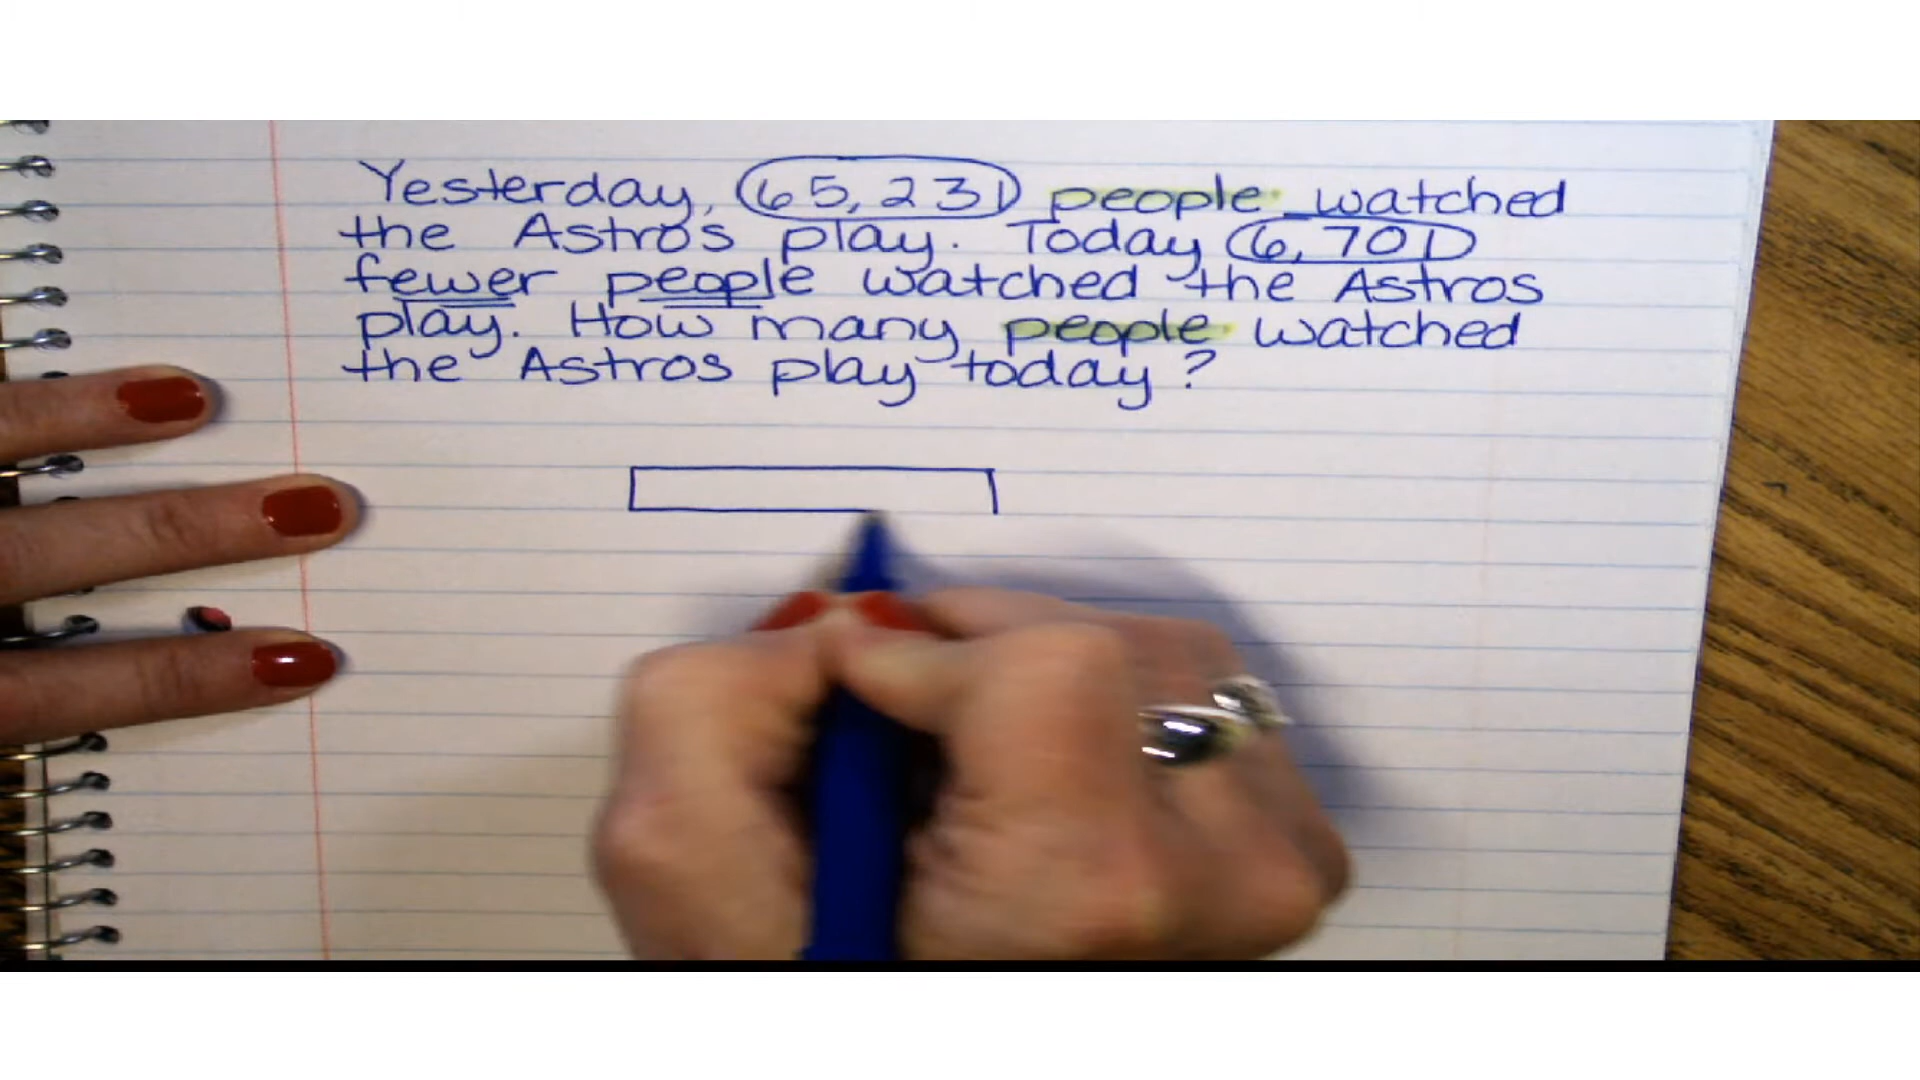 Yesterday, 65,231 people watched
the Astros play. Today 6,701
fewer people watched the Astros
play. How many people watched
the Astros play today?